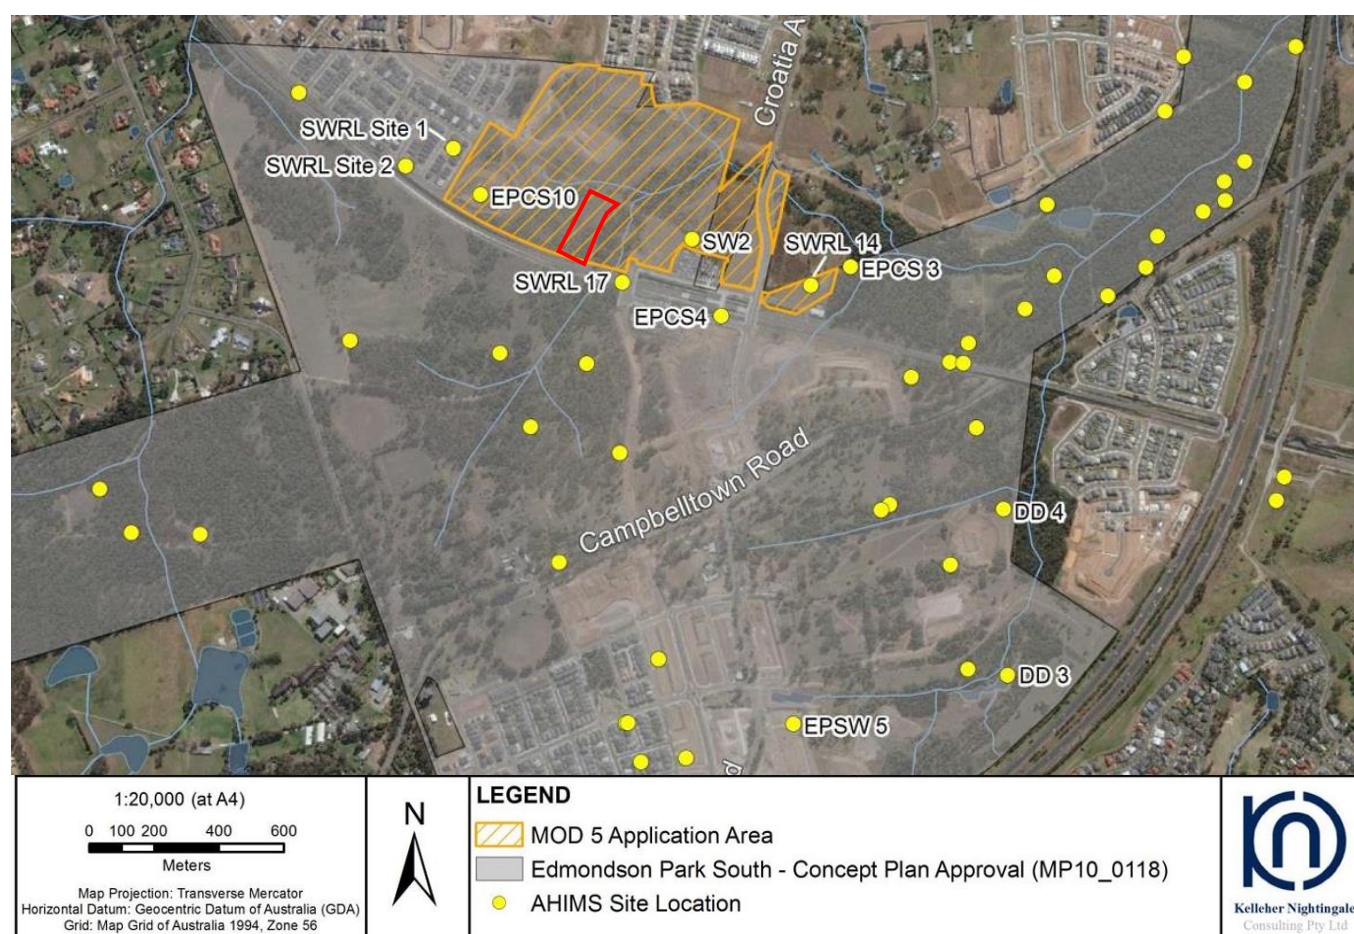 Croatia A
SWRL Site 1
SWRL Site 2
EPCS10
SW2
SWRL 14
EPCS 3
SWRL 17
EPCS4
Campbelltown Road
DD 4
DD 3
EPSW 5
d
1:20,000 (at A4)
0 100 200 400 600
Meters
Map Projection: Transverse Mercator
Horizontal Datum: Geocentric Datum of Australia (GDA)
Grid: Map Grid of Australia 1994, Zone 56
N
LEGEND
MOD 5 Application Area
Edmondson Park South - Concept Plan Approval (MP10_0118)
AHIMS Site Location
Kelleher Nightingale
Consulting Pty Ltd